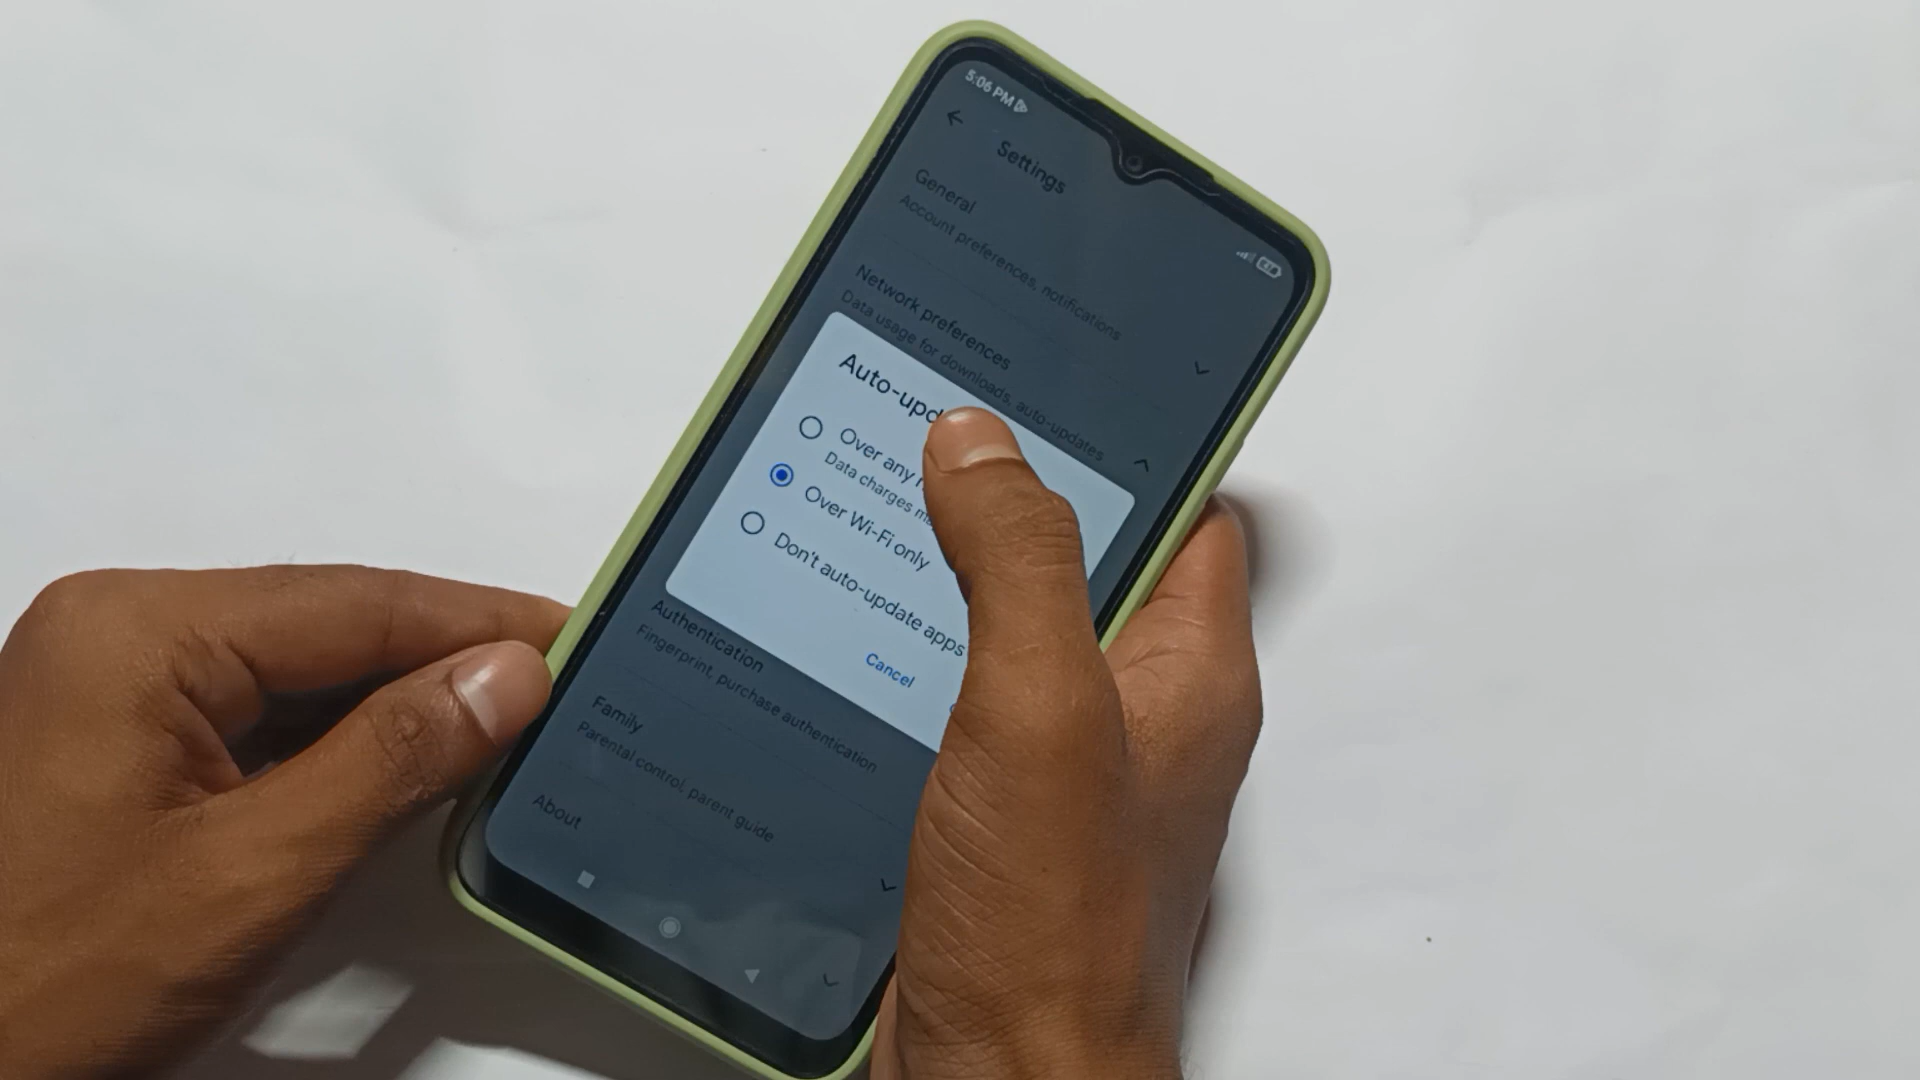 5:06 PM
Settings
General
Account preferences, notifications
Network preferences
Data usage for downloads, auto-updates
Auto-upd
Over any
Data charges
Over Wi-Fi only
Don't auto-update apps
Cancel
Authentication
Fingerprint, purchase authentication
Family
Parental control, parent guide
About